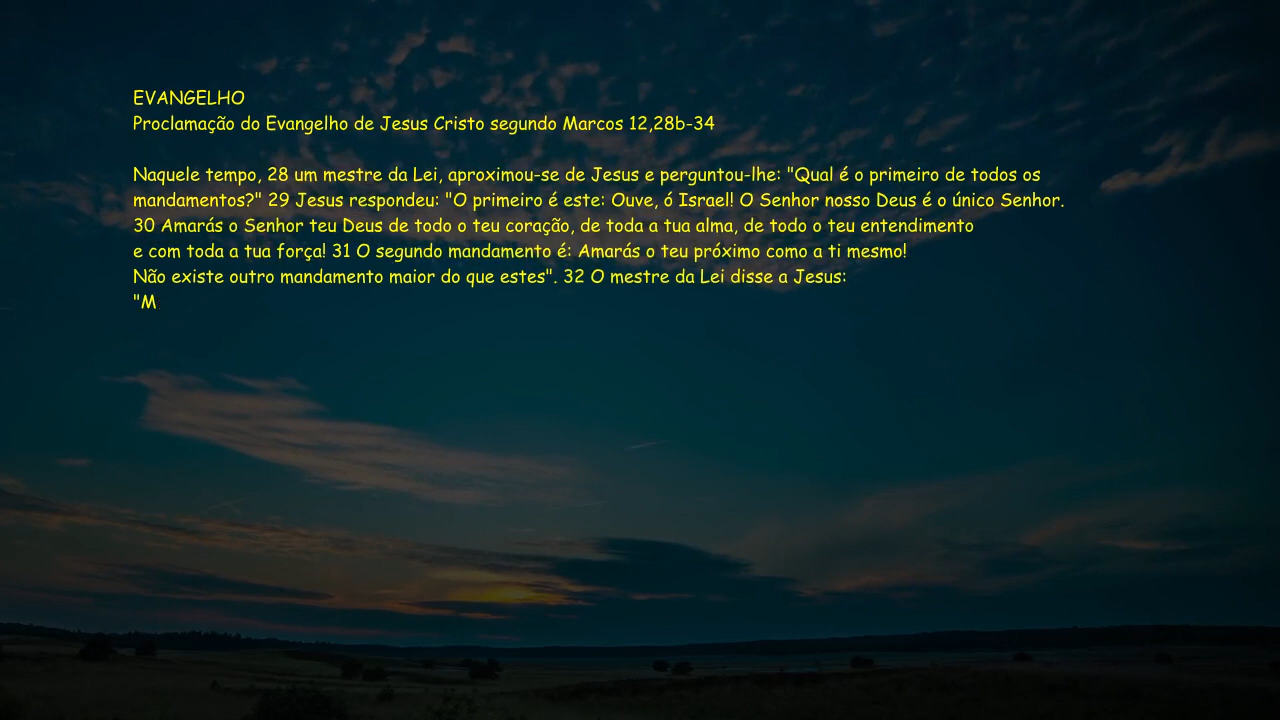 EVANGELHO
Proclamação do Evangelho de Jesus Cristo segundo Marcos 12,28b-34
Naquele tempo, 28 um mestre da Lei, aproximou-se de Jesus e perguntou-lhe: "Qual é o primeiro de todos os
mandamentos?" 29 Jesus respondeu: "O primeiro é este: Ouve, ó Israel! O Senhor nosso Deus é o único Senhor.
30 Amarás o Senhor teu Deus de todo o teu coração, de toda a tua alma, de todo o teu entendimento
e com toda a tua força! 31 O segundo mandamento é: Amarás o teu próximo como a ti mesmo!
Não existe outro mandamento maior do que estes". 32 O mestre da Lei disse a Jesus:
"M